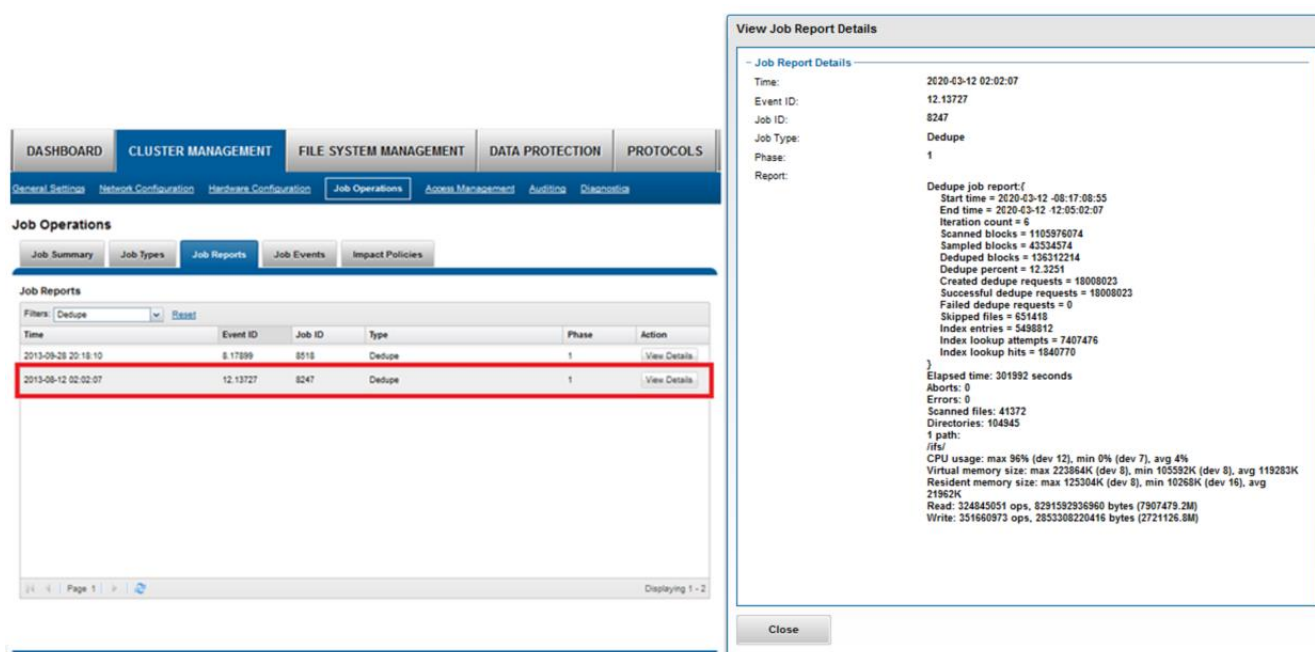 DASHBOARD CLUSTER MANAGEMENT FILE SYSTEM MANAGEMENT DATA PROTECTION PROTOCOLS
General Settings Network Configuration Hardware Configuration Job Operations Access Management Auditing Diagnostics
Job Operations
Job Summary Job Types Job Reports Job Events Impact Policies
Job Reports
Filters: Dedupe Reset
Time Event ID Job ID Type Phase Action
2013-09-28 20:18:10 8.17899 8518 Dedupe 1 View Details
2013-08-12 02:02:07 12.13727 8247 Dedupe 1 View Details
Page 1 Displaying 1 - 2
View Job Report Details
Job Report Details
Time: 2020-03-12 02:02:07
Event ID: 12.13727
Job ID: 8247
Job Type: Dedupe
Phase: 1
Report:
Dedupe job report:{
Start time = 2020-03-12 -08:17:08:55
End time = 2020-03-12 -12:05:02:07
Iteration count = 6
Scanned blocks = 1105976074
Sampled blocks = 43534574
Deduped blocks = 136312214
Dedupe percent = 12.3251
Created dedupe requests = 18008023
Successful dedupe requests = 18008023
Failed dedupe requests = 0
Skipped files = 651418
Index entries = 5498812
Index lookup attempts = 7407476
Index lookup hits = 1840770
}
Elapsed time: 301992 seconds
Aborts: 0
Errors: 0
Scanned files: 41372
Directories: 104945
1 path:
/ifs/
CPU usage: max 96% (dev 12), min 0% (dev 7), avg 4%
Virtual memory size: max 223864K (dev 8), min 105592K (dev 8), avg 119283K
Resident memory size: max 125304K (dev 8), min 10268K (dev 16), avg
21962K
Read: 324845051 ops, 8291592936960 bytes (7907479.2M)
Write: 351660973 ops, 2853308220416 bytes (2721126.8M)
Close